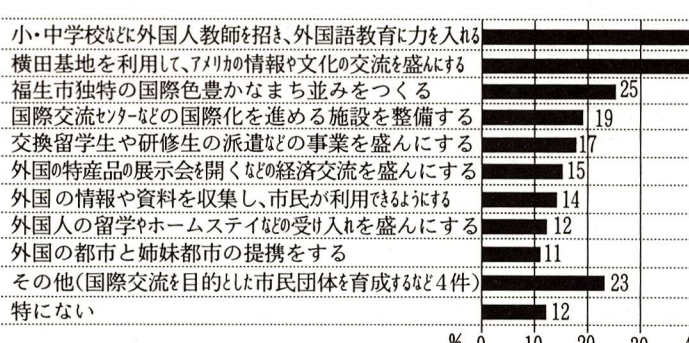 小・中学校などに外国人教師を招き、外国語教育に力を入れる
横田基地を利用して、アメリカの情報や文化の交流を盛んにする
福生市独特の国際色豊かなまち並みをつくる 25
国際交流センターなどの国際化を進める施設を整備する 19
交換留学生や研修生の派遣などの事業を盛んにする 17
外国の特産品の展示会を開くなどの経済交流を盛んにする 15
外国の情報や資料を収集し、市民が利用できるようにする 14
外国人の留学やホームステイなどの受け入れを盛んにする 12
外国の都市と姉妹都市の提携をする 11
その他(国際交流を目的とした市民団体を育成するなど4件) 23
特にない 12
% 0 10 20 30